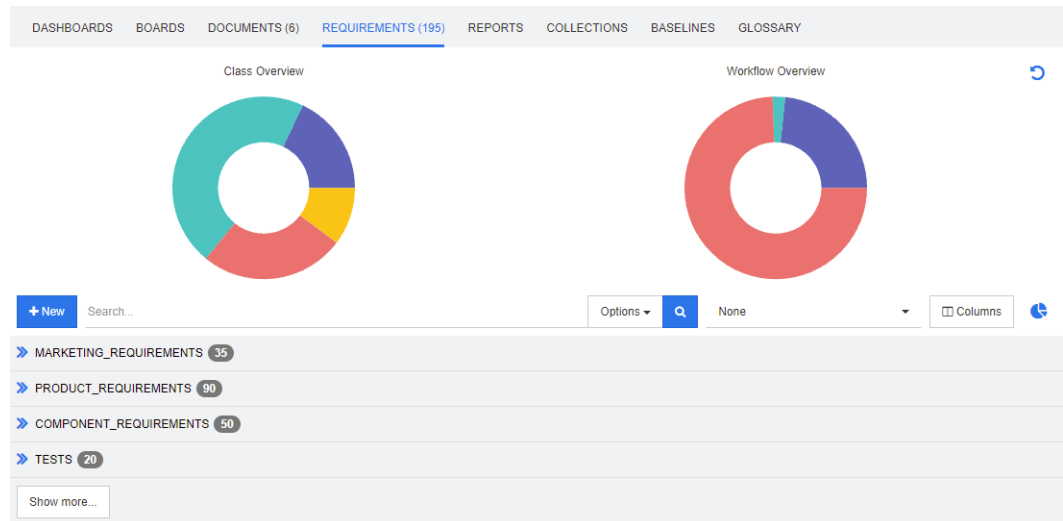 DASHBOARDS BOARDS DOCUMENTS (6) REQUIREMENTS (195) REPORTS COLLECTIONS BASELINES GLOSSARY
Class Overview Workflow Overview
+ New Search... Options None Columns
MARKETING_REQUIREMENTS 35
PRODUCT_REQUIREMENTS 90
COMPONENT_REQUIREMENTS 50
TESTS 20
Show more...